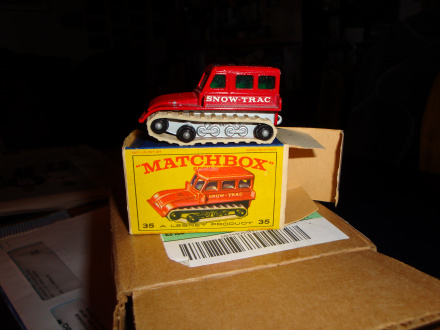 SNOW-TRAC
"MATCHBOX"
SNOW-TRAC
35 A LESNEY PRODUCT 35